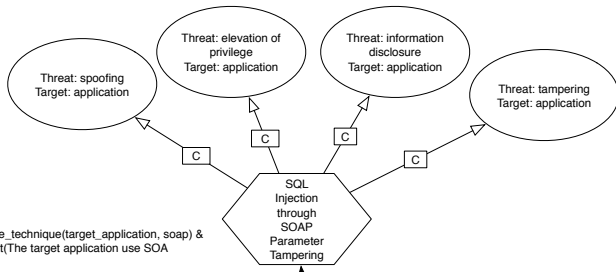 Threat: elevation of
privilege
Target: application
Threat: information
disclosure
Target: application
Threat: spoofing
Target: application
Threat: tampering
Target: application
C
C
C
C
SQL
Injection
through
SOAP
Parameter
Tampering
e_technique(target_application, soap) &
t(The target application use SOA